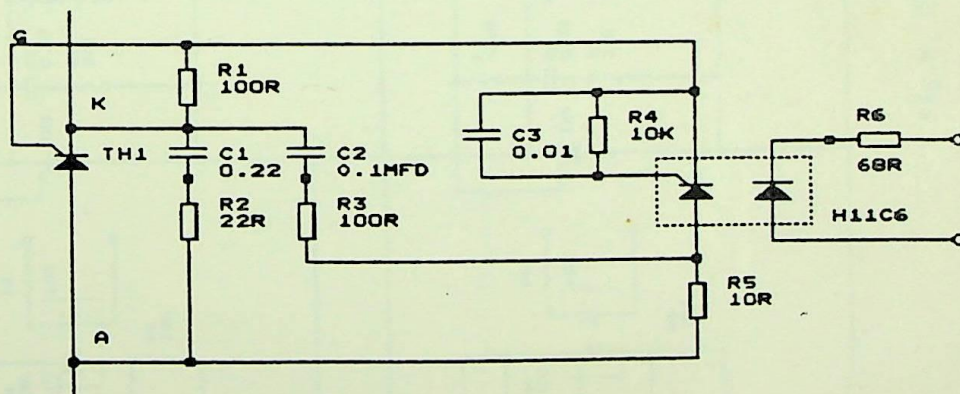 G
R1
100R
K
TH1
C1
0.22
C2
0.1MFD
R2
22R
R3
100R
C3
0.01
R4
10K
R6
68R
H11C6
R5
10R
A